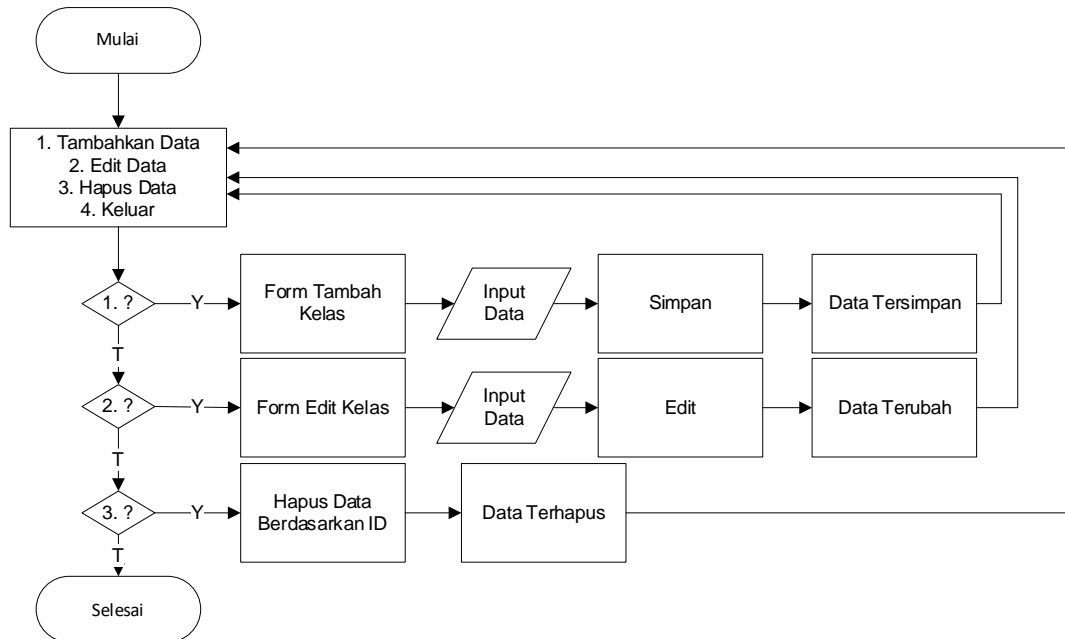 Mulai
1. Tambahkan Data
2. Edit Data
3. Hapus Data
4. Keluar
1. ?
Y
Form Tambah
Kelas
Input
Data
Simpan
Data Tersimpan
T
2. ?
Y
Form Edit Kelas
Input
Data
Edit
Data Terubah
T
3. ?
Y
Hapus Data
Berdasarkan ID
Data Terhapus
T
Selesai